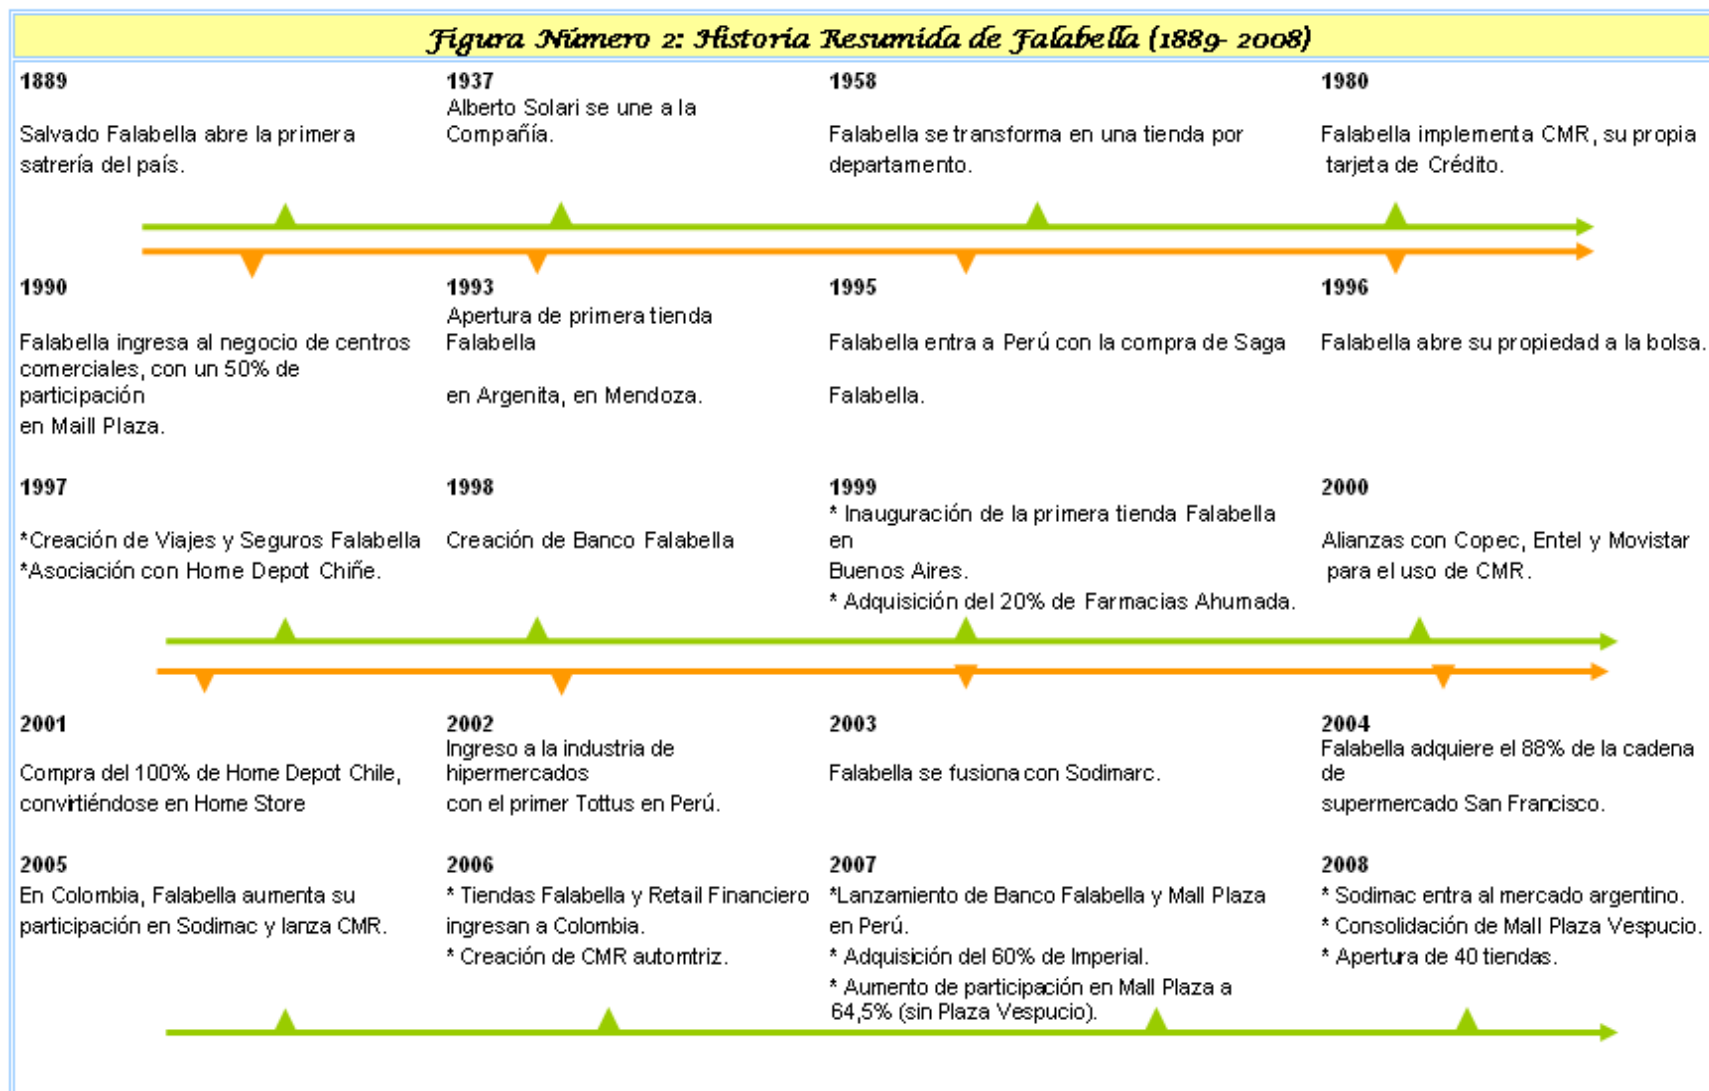 Figura Número 2: Historia Resumida de Falabella (1889- 2008)
1889
Salvado Falabella abre la primera
satrería del país.
1937
Alberto Solari se une a la
Compañía.
1958
Falabella se transforma en una tienda por
departamento.
1980
Falabella implementa CMR, su propia
tarjeta de Crédito.
1990
Falabella ingresa al negocio de centros
comerciales, con un 50% de
participación
en Maill Plaza.
1993
Apertura de primera tienda
Falabella
en Argenita, en Mendoza.
1995
Falabella entra a Perú con la compra de Saga
Falabella.
1996
Falabella abre su propiedad a la bolsa.
1997
*Creación de Viajes y Seguros Falabella
*Asociación con Home Depot Chiñe.
1998
Creación de Banco Falabella
1999
* Inauguración de la primera tienda Falabella
en
Buenos Aires.
* Adquisición del 20% de Farmacias Ahumada.
2000
Alianzas con Copec, Entel y Movistar
para el uso de CMR.
2001
Compra del 100% de Home Depot Chile,
convirtiéndose en Home Store
2002
Ingreso a la industria de
hipermercados
con el primer Tottus en Perú.
2003
Falabella se fusiona con Sodimarc.
2004
Falabella adquiere el 88% de la cadena
de
supermercado San Francisco.
2005
En Colombia, Falabella aumenta su
participación en Sodimac y lanza CMR.
2006
* Tiendas Falabella y Retail Financiero
ingresan a Colombia.
* Creación de CMR automtriz.
2007
*Lanzamiento de Banco Falabella y Mall Plaza
en Perú.
* Adquisición del 60% de Imperial.
* Aumento de participación en Mall Plaza a
64,5% (sin Plaza Vespucio).
2008
* Sodimac entra al mercado argentino.
* Consolidación de Mall Plaza Vespucio.
* Apertura de 40 tiendas.